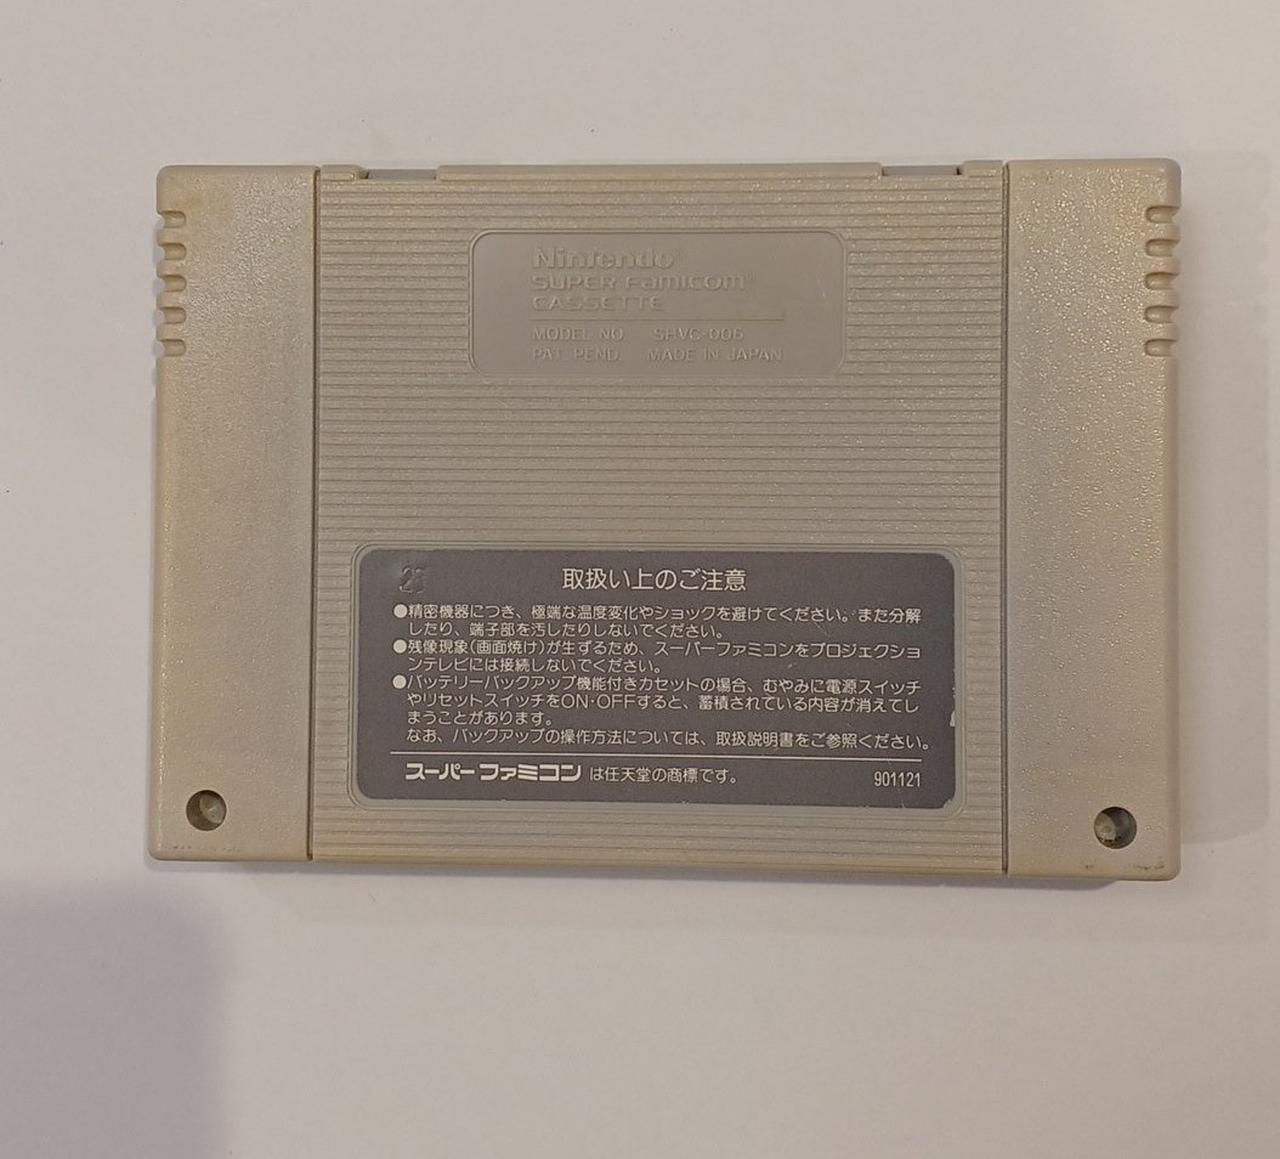 Nintendo®
SUPER Famicom™
CASSETTE
MODEL NO. SHVC-006
PAT. PEND. MADE IN JAPAN
取扱い上のご注意
●精密機器につき、極端な温度変化やショックを避けてください。また分解
したり、端子部を汚したりしないでください。
●残像現象(画面焼け)が生ずるため、スーパーファミコンをプロジェクショ
ンテレビには接続しないでください。
●バッテリーバックアップ機能付きカセットの場合、むやみに電源スイッチ
やリセットスイッチをON・OFFすると、蓄積されている内容が消えてし
まうことがあります。
なお、バックアップの操作方法については、取扱説明書をご参照ください。
スーパーファミコン は任天堂の商標です。 901121